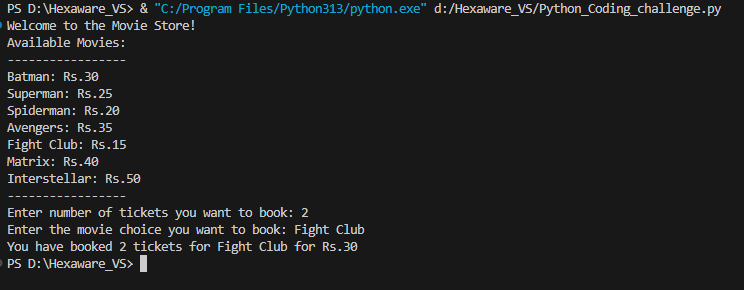 PS D:\Hexaware_VS> & "C:/Program Files/Python313/python.exe" d:/Hexaware_VS/Python_Coding_challenge.py
Welcome to the Movie Store!
Available Movies:
-----------------
Batman: Rs.30
Superman: Rs.25
Spiderman: Rs.20
Avengers: Rs.35
Fight Club: Rs.15
Matrix: Rs.40
Interstellar: Rs.50
-----------------
Enter number of tickets you want to book: 2
Enter the movie choice you want to book: Fight Club
You have booked 2 tickets for Fight Club for Rs.30
PS D:\Hexaware_VS>